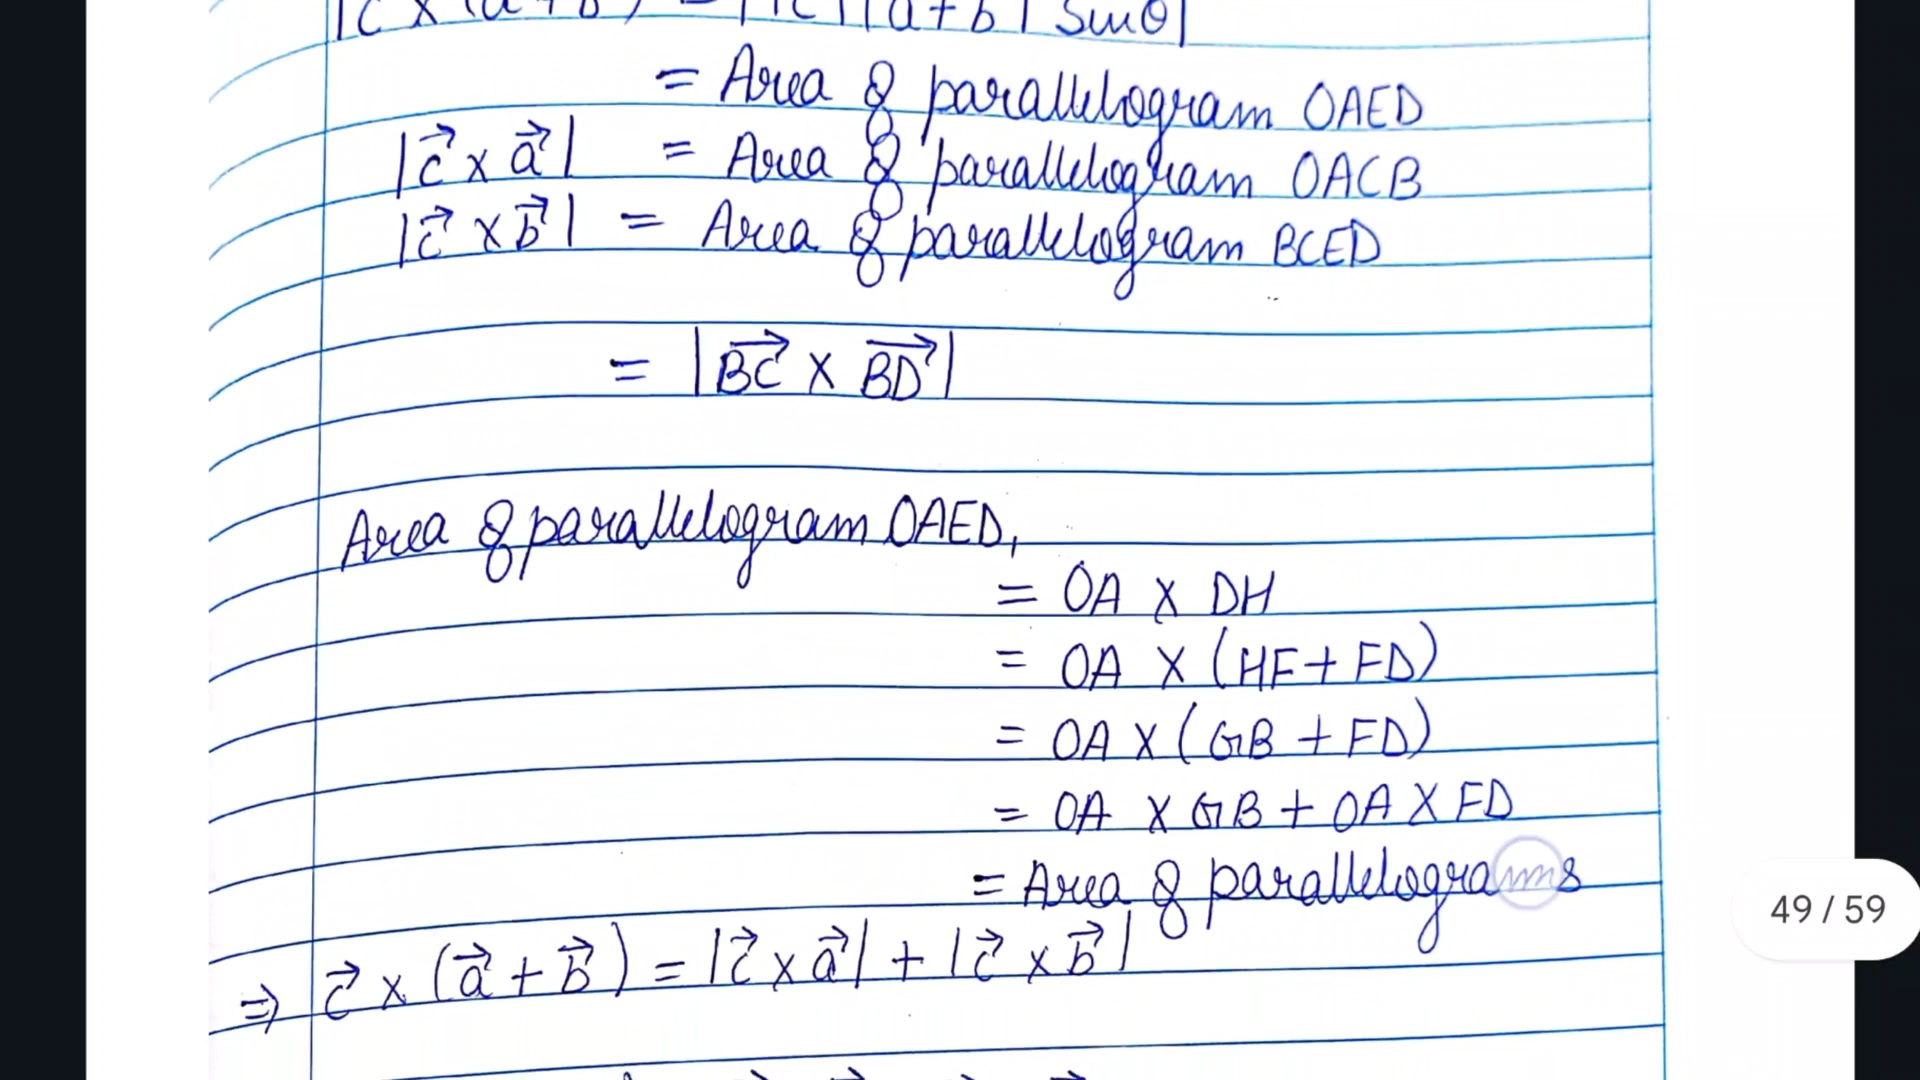 |c⃗ × (a⃗ + b⃗)| = ||c⃗||a⃗+b⃗| Sinθ|
= Area of parallelogram OAED
|c⃗ × a⃗| = Area of parallelogram OACB
|c⃗ × b⃗| = Area of parallelogram BCED
= |BC⃗ × BD⃗|
Area of parallelogram OAED,
= OA × DH
= OA × (HF + FD)
= OA × (GB + FD)
= OA × GB + OA × FD
= Area of parallelograms
⇒ c⃗ × (a⃗ + b⃗) = |c⃗ × a⃗| + |c⃗ × b⃗|
49 / 59